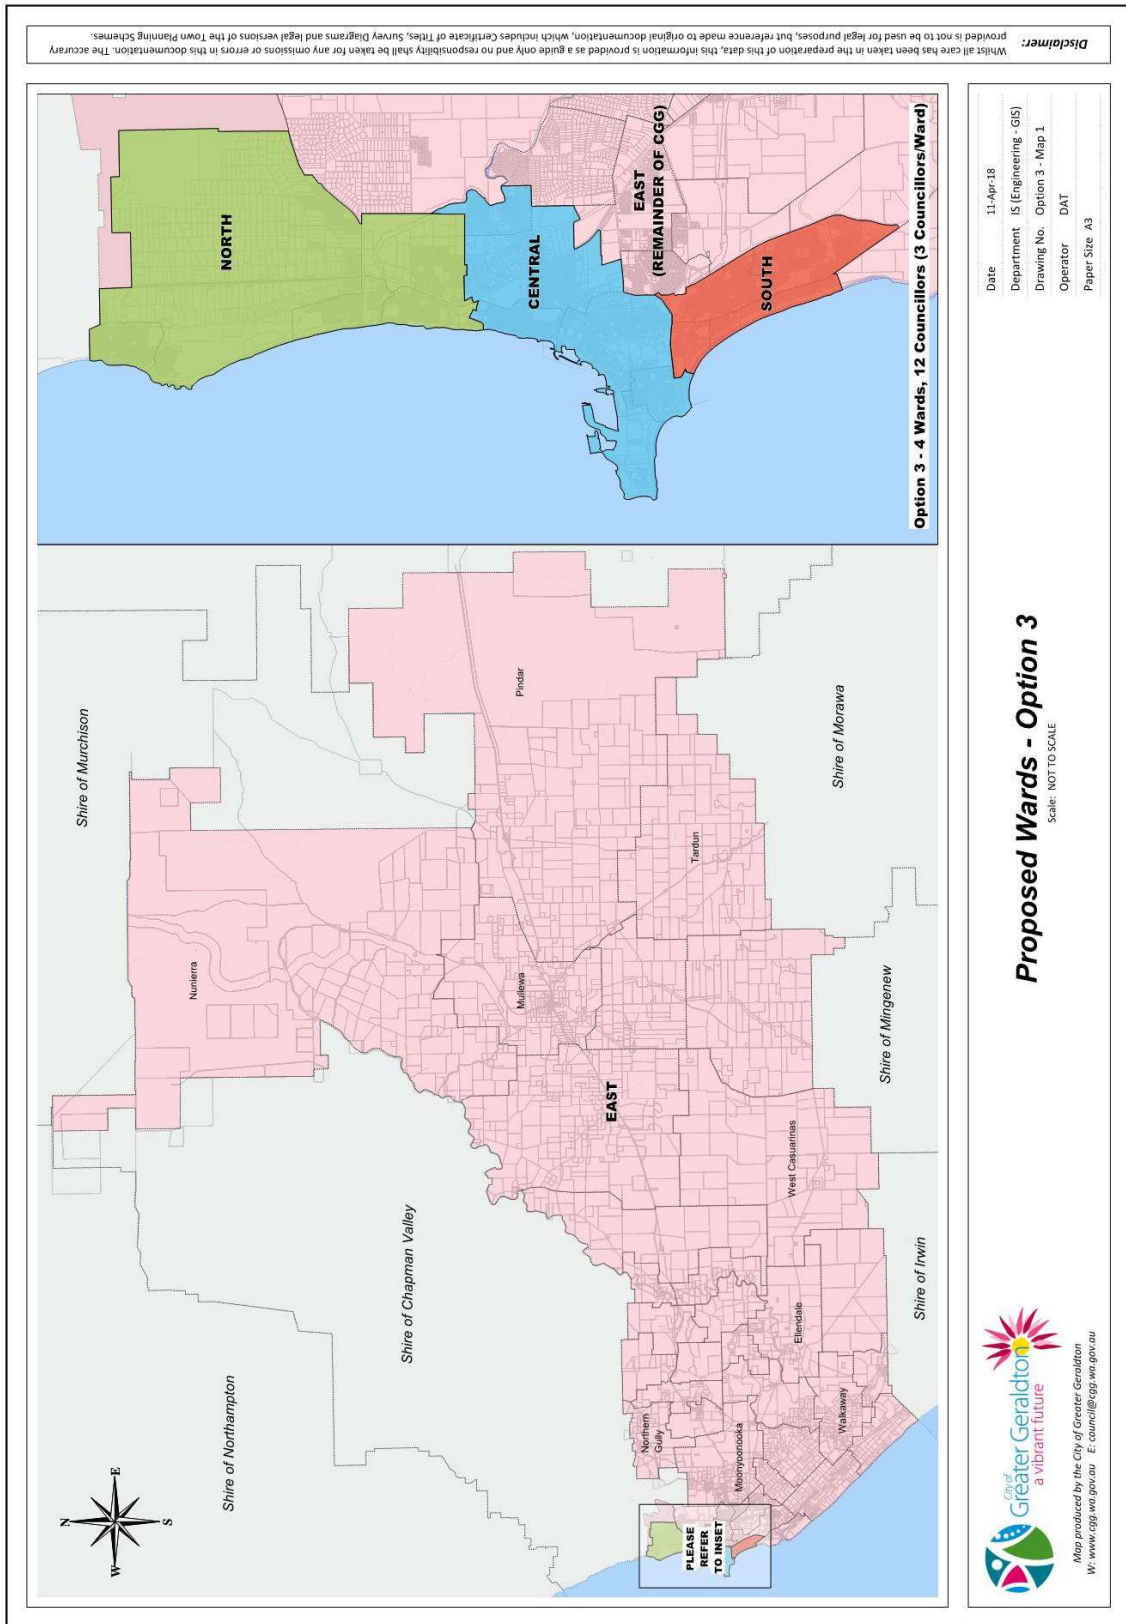 Disclaimer:
Whilst all care has been taken in the preparation of this data, this information is provided as a guide only and no responsibility shall be taken for any omissions or errors in this documentation. The accuracy
provided is not to be used for legal purposes, but reference made to original documentation, which includes Certificate of Titles, Survey Diagrams and legal versions of the Town Planning Schemes.
NORTH
CENTRAL
EAST
(REMAINDER OF CGG)
SOUTH
Option 3 - 4 Wards, 12 Councillors (3 Councillors/Ward)
N
W
E
S
Shire of Murchison
Shire of Northampton
Shire of Chapman Valley
Nunierra
Pindar
Mullewa
Tardun
EAST
West Casuarinas
Ellendale
Northern
Gully
Moonyoonooka
Walkaway
PLEASE
REFER
TO INSET
Shire of Morawa
Shire of Mingenew
Shire of Irwin
City of
Greater Geraldton
a vibrant future
Map produced by the City of Greater Geraldton
W: www.cgg.wa.gov.au E: council@cgg.wa.gov.au
Proposed Wards - Option 3
Scale: NOT TO SCALE
Date 11-Apr-18
Department IS (Engineering - GIS)
Drawing No. Option 3 - Map 1
Operator DAT
Paper Size A3